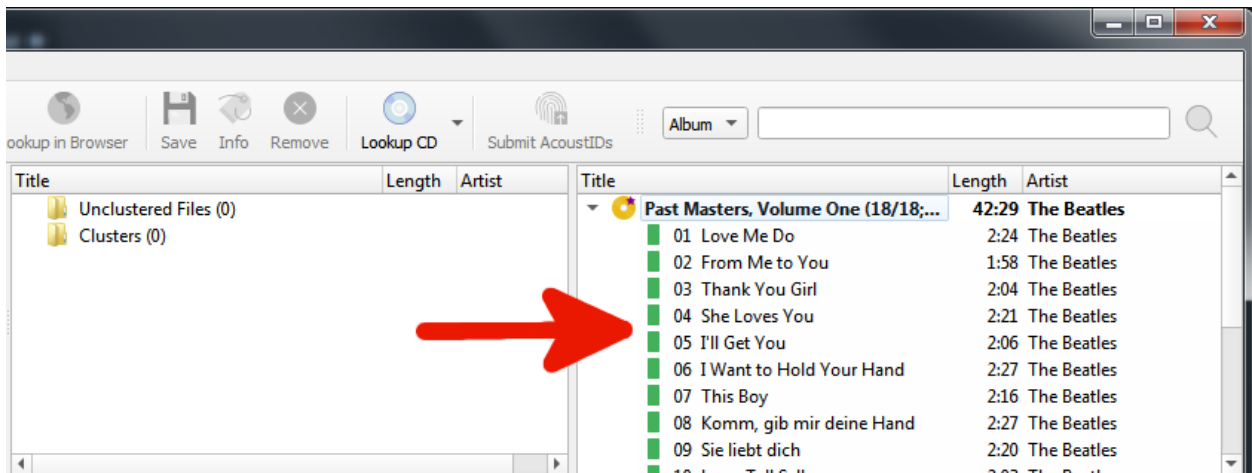 ookup in Browser Save Info Remove Lookup CD Submit AcoustIDs Album
Title Length Artist Title Length Artist
Unclustered Files (0) Past Masters, Volume One (18/18;... 42:29 The Beatles
Clusters (0) 01 Love Me Do 2:24 The Beatles
02 From Me to You 1:58 The Beatles
03 Thank You Girl 2:04 The Beatles
04 She Loves You 2:21 The Beatles
05 I'll Get You 2:06 The Beatles
06 I Want to Hold Your Hand 2:27 The Beatles
07 This Boy 2:16 The Beatles
08 Komm, gib mir deine Hand 2:27 The Beatles
09 Sie liebt dich 2:20 The Beatles